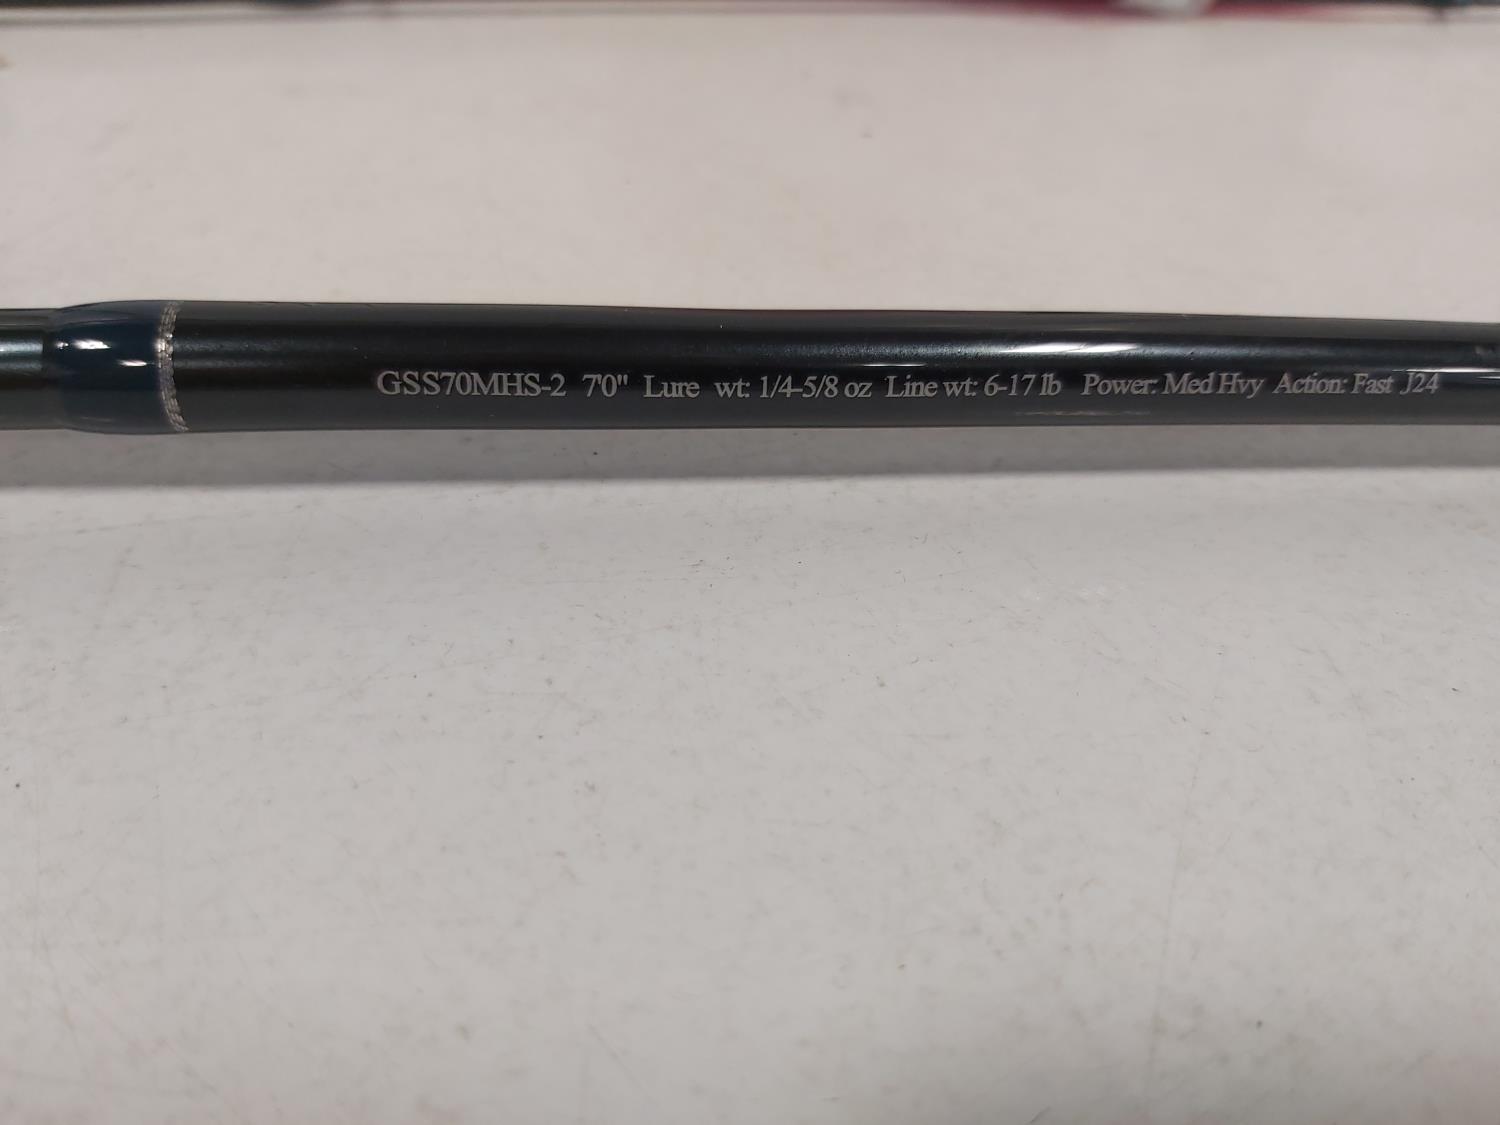 GSS70MHS-2 7'0" Lure wt: 1/4-5/8 oz Line wt: 6-17 lb Power: Med Hvy Action: Fast J24